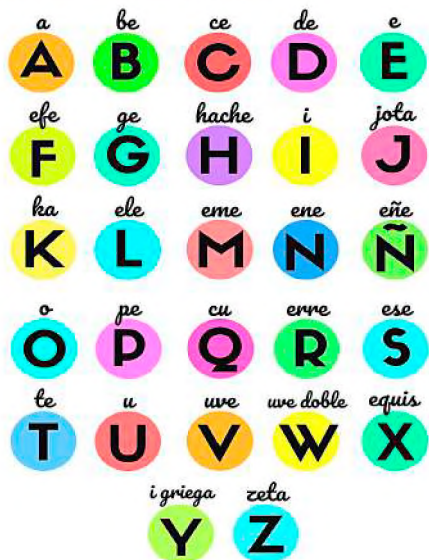 a be ce de e
A B C D E
efe ge hache i jota
F G H I J
ka ele eme ene eñe
K L M N Ñ
o pe cu erre ese
O P Q R S
te u uve uve doble equis
T U V W X
i griega zeta
Y Z